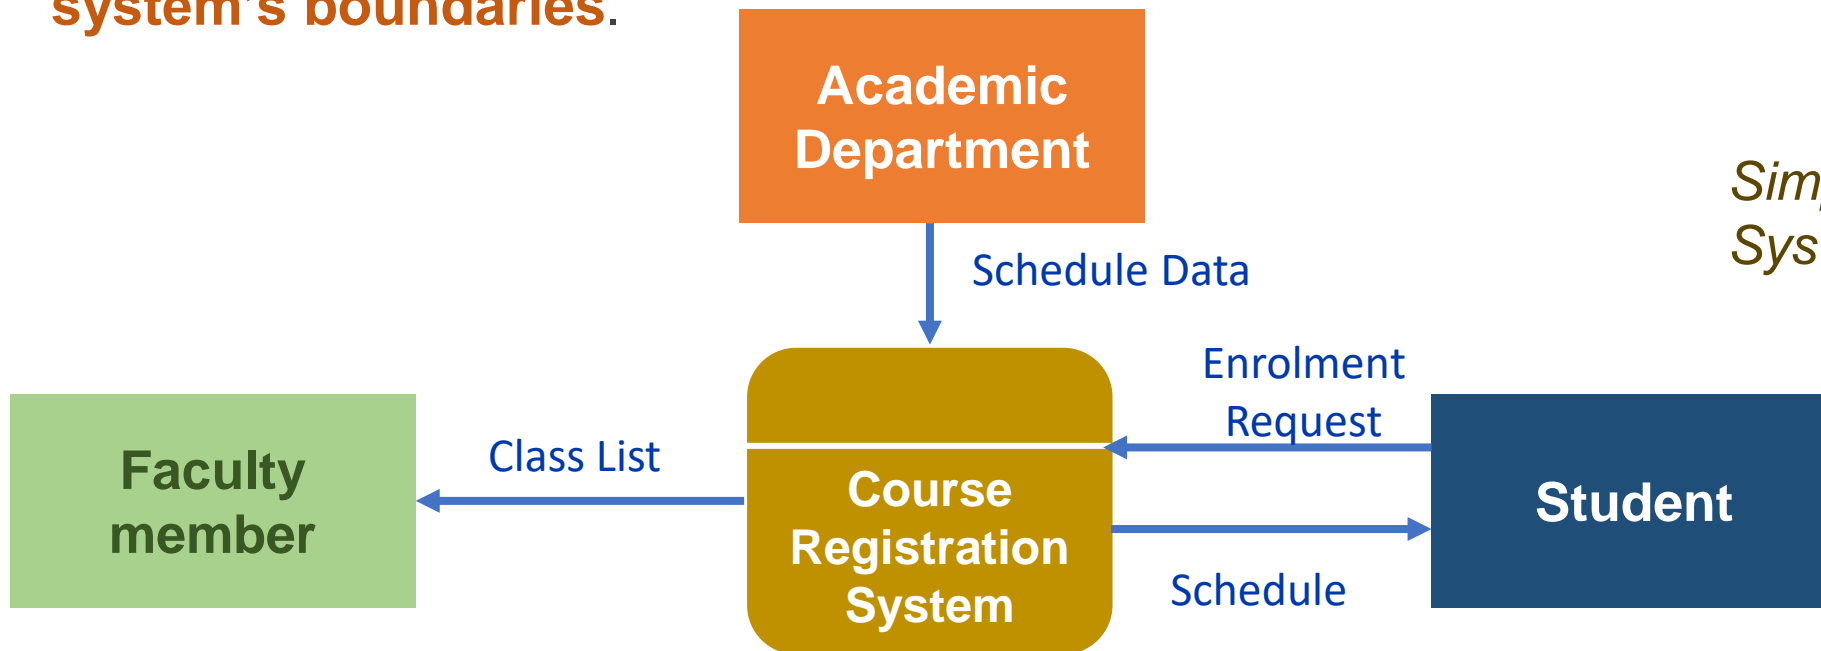 system's boundaries.
Academic
Department
Schedule Data
Enrolment
Request
Class List
Faculty
member
Course
Registration
System
Student
Schedule